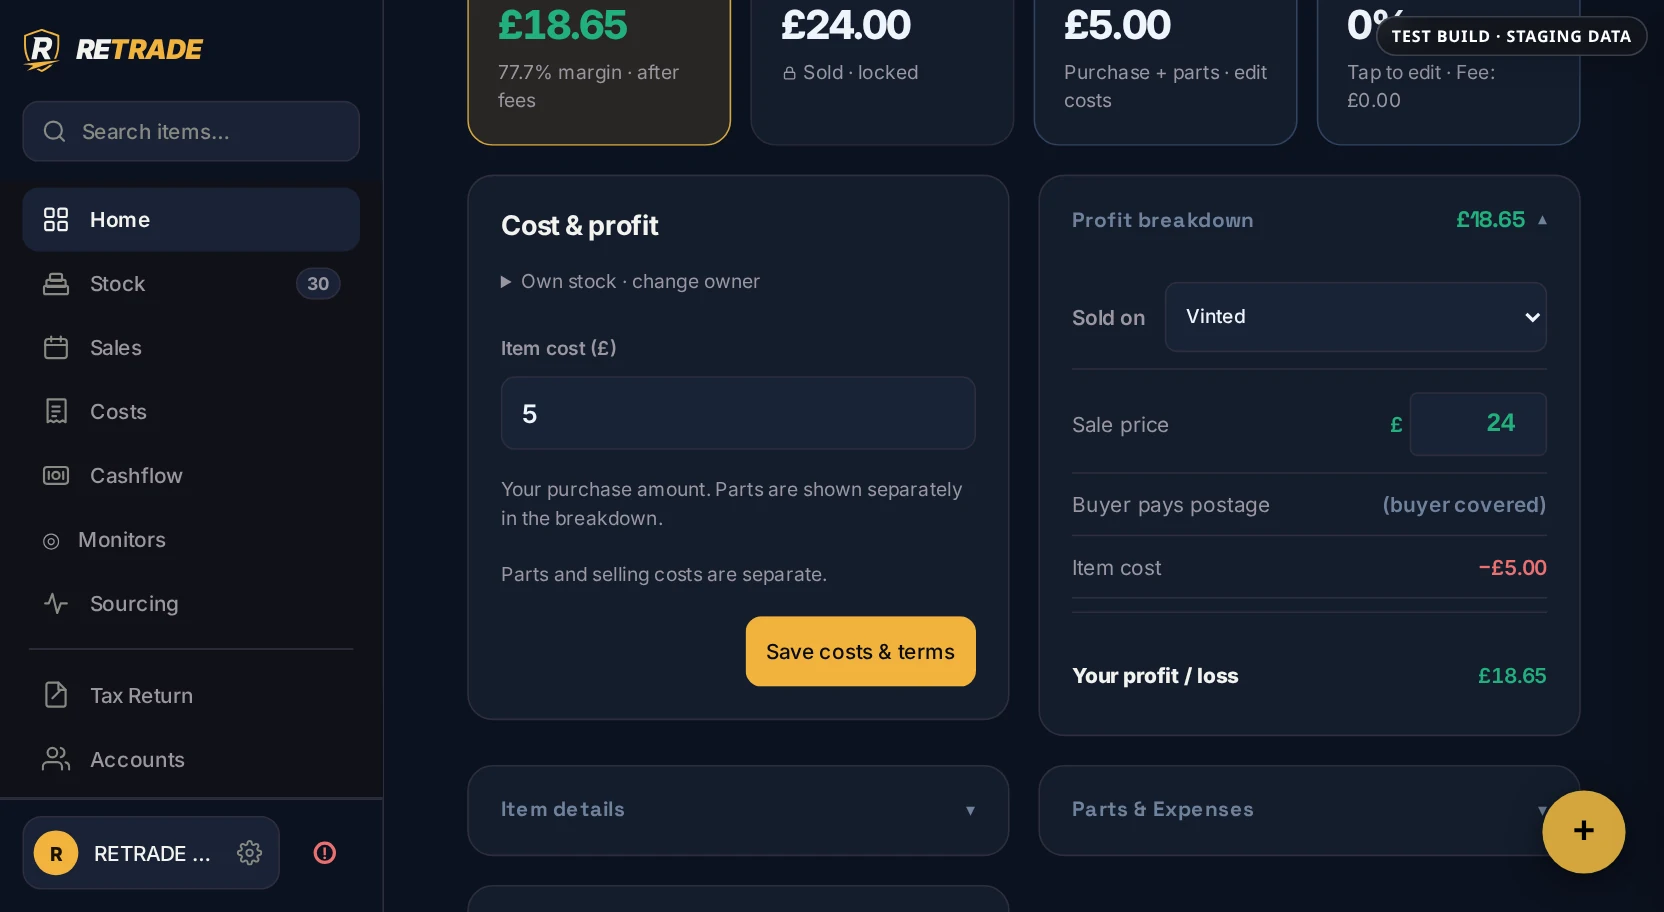 RETRADE
Search items...
Home
Stock
30
Sales
Costs
Cashflow
Monitors
Sourcing
Tax Return
Accounts
R
RETRADE ...
£18.65
77.7% margin · after
fees
£24.00
Sold · locked
£5.00
Purchase + parts · edit
costs
0%
Tap to edit · Fee:
£0.00
TEST BUILD · STAGING DATA
Cost & profit
Own stock · change owner
Item cost (£)
5
Your purchase amount. Parts are shown separately
in the breakdown.
Parts and selling costs are separate.
Save costs & terms
Profit breakdown
£18.65
Sold on
Vinted
Sale price
£ 24
Buyer pays postage
(buyer covered)
Item cost
−£5.00
Your profit / loss
£18.65
Item details
Parts & Expenses
+